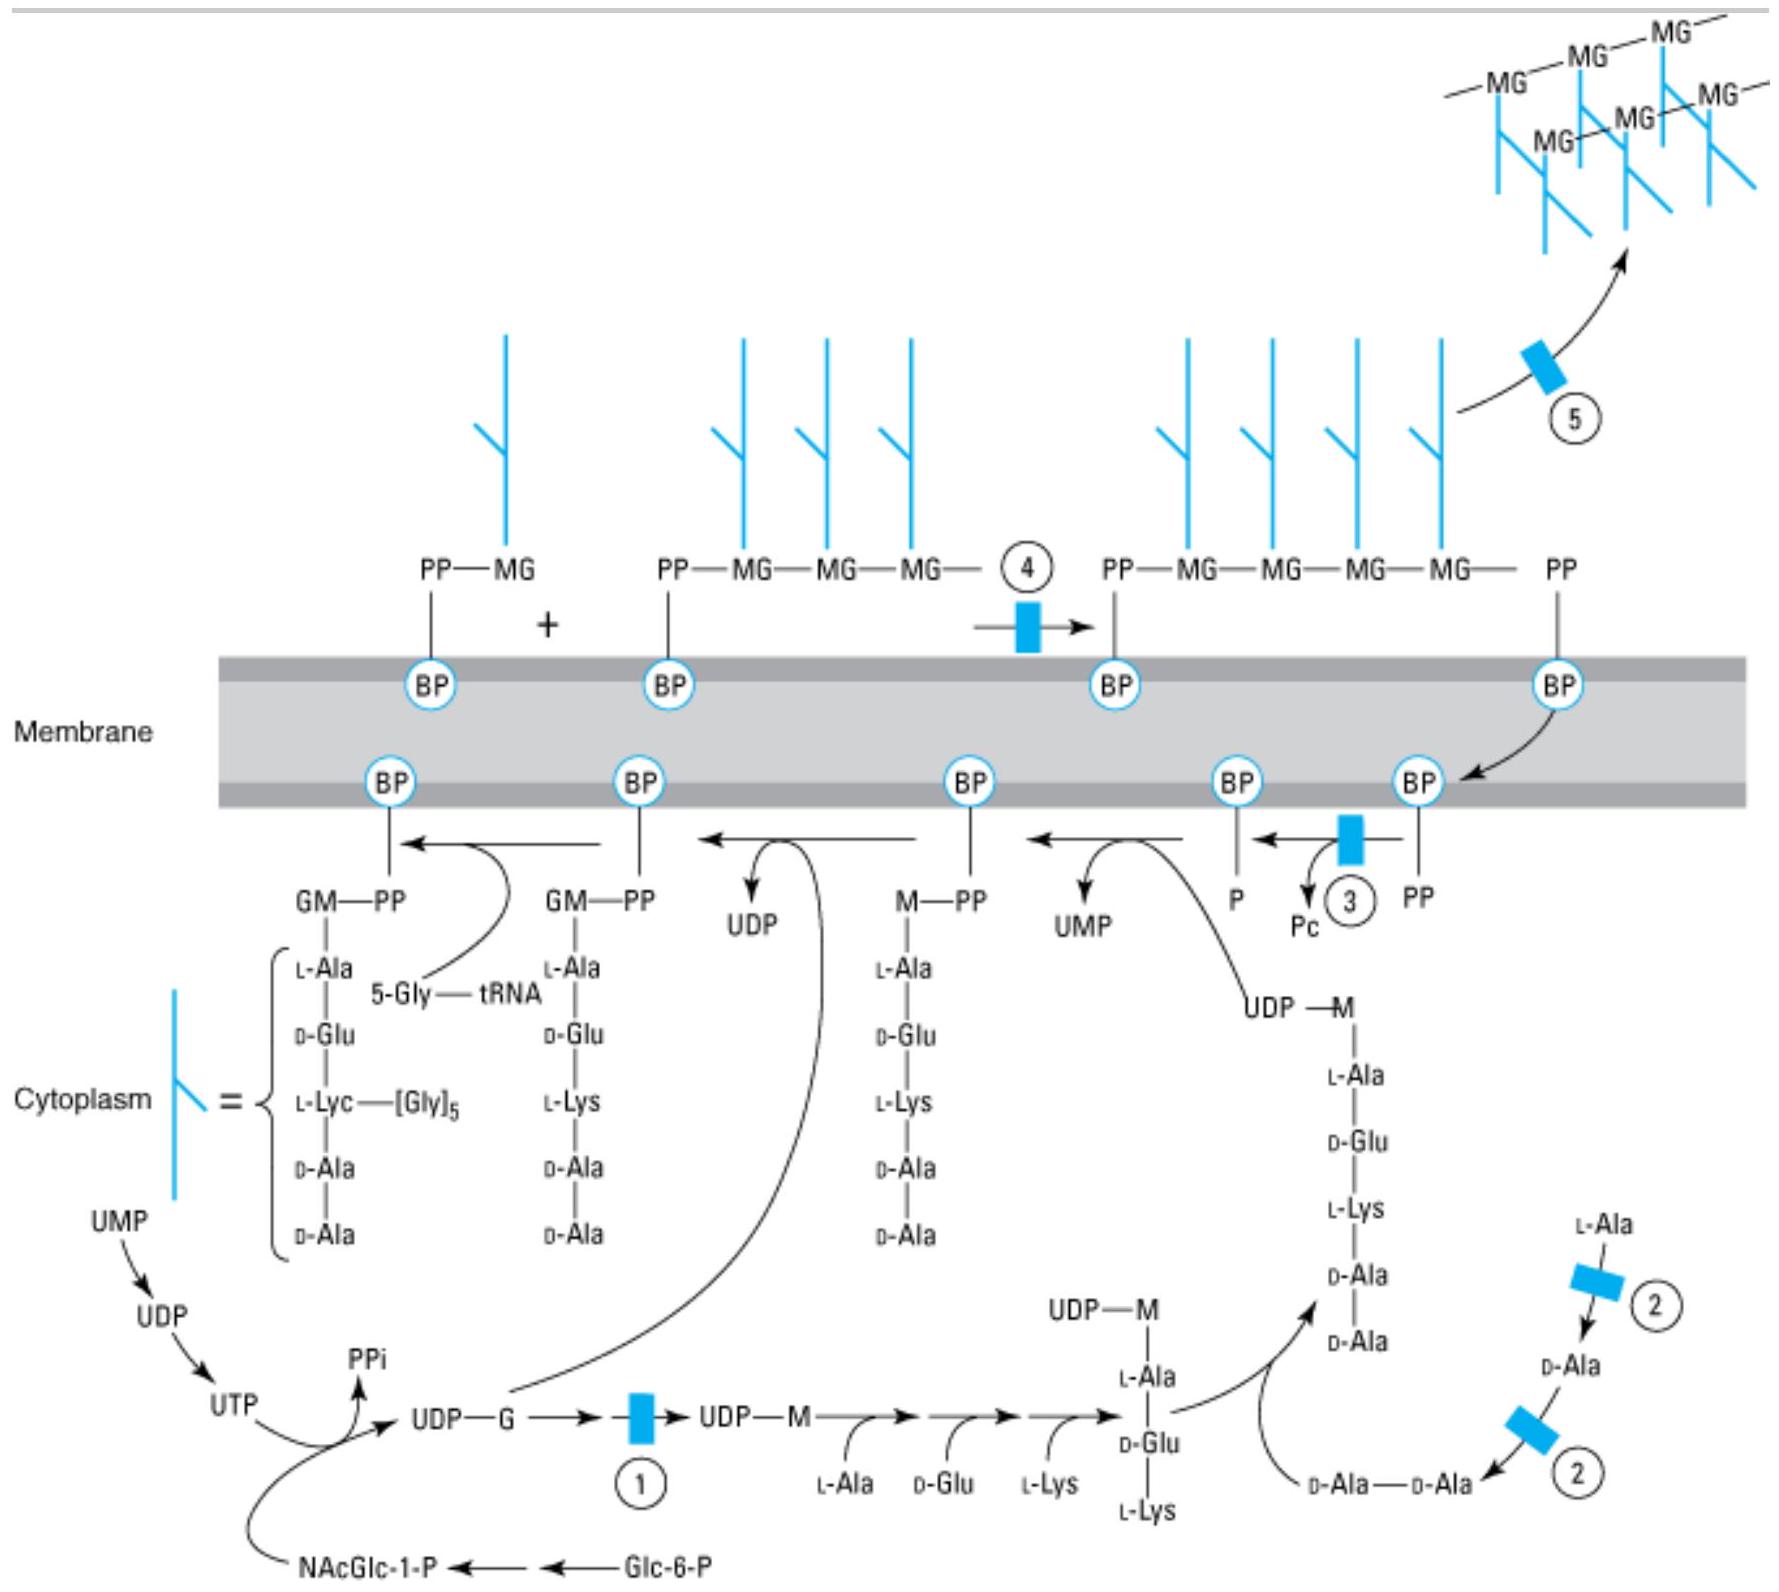 MG
MG
MG
MG
MG
MG
5
PP—MG
PP—MG—MG—MG—
4
PP—MG—MG—MG—MG—
PP
+
BP
BP
BP
BP
Membrane
BP
BP
BP
BP
BP
GM—PP
GM—PP
UDP
M—PP
UMP
P
Pc
3
PP
L-Ala
5-Gly—tRNA
L-Ala
L-Ala
UDP—M
D-Glu
D-Glu
D-Glu
L-Ala
Cytoplasm
=
L-Lyc—[Gly]5
L-Lys
L-Lys
D-Glu
D-Ala
D-Ala
D-Ala
L-Lys
UMP
D-Ala
D-Ala
D-Ala
L-Ala
D-Ala
2
UDP
UDP—M
D-Ala
PPi
L-Ala
D-Ala
UTP
UDP—G
UDP—M
D-Glu
1
L-Ala
D-Glu
L-Lys
L-Lys
D-Ala—D-Ala
2
NAcGlc-1-P
Glc-6-P